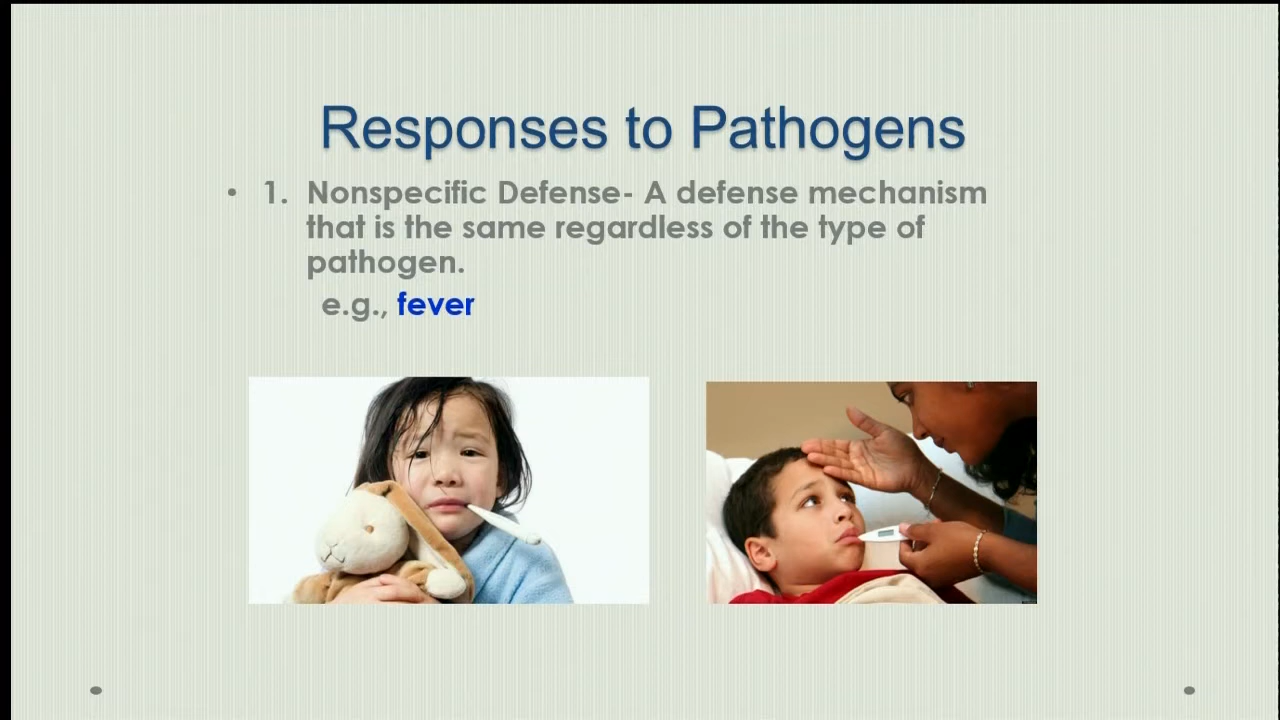 Responses to Pathogens
• 1. Nonspecific Defense- A defense mechanism
that is the same regardless of the type of
pathogen.
e.g., fever